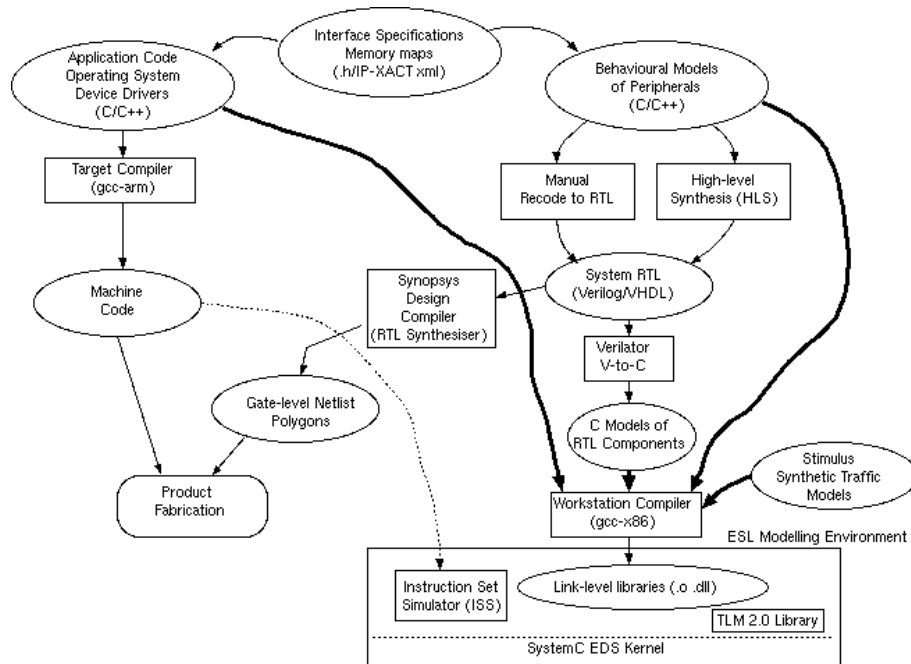 Interface Specifications
Memory maps
(.h/IP-XACT xml)
Application Code
Operating System
Device Drivers
(C/C++)
Behavioural Models
of Peripherals
(C/C++)
Target Compiler
(gcc-arm)
Manual
Recode to RTL
High-level
Synthesis (HLS)
Machine
Code
Synopsys
Design
Compiler
(RTL Synthesiser)
System RTL
(Verilog/VHDL)
Verilator
V-to-C
Gate-level Netlist
Polygons
C Models of
RTL Components
Stimulus
Synthetic Traffic
Models
Product
Fabrication
Workstation Compiler
(gcc-x86)
ESL Modelling Environment
Instruction Set
Simulator (ISS)
Link-level libraries (.o .dll)
TLM 2.0 Library
SystemC EDS Kernel